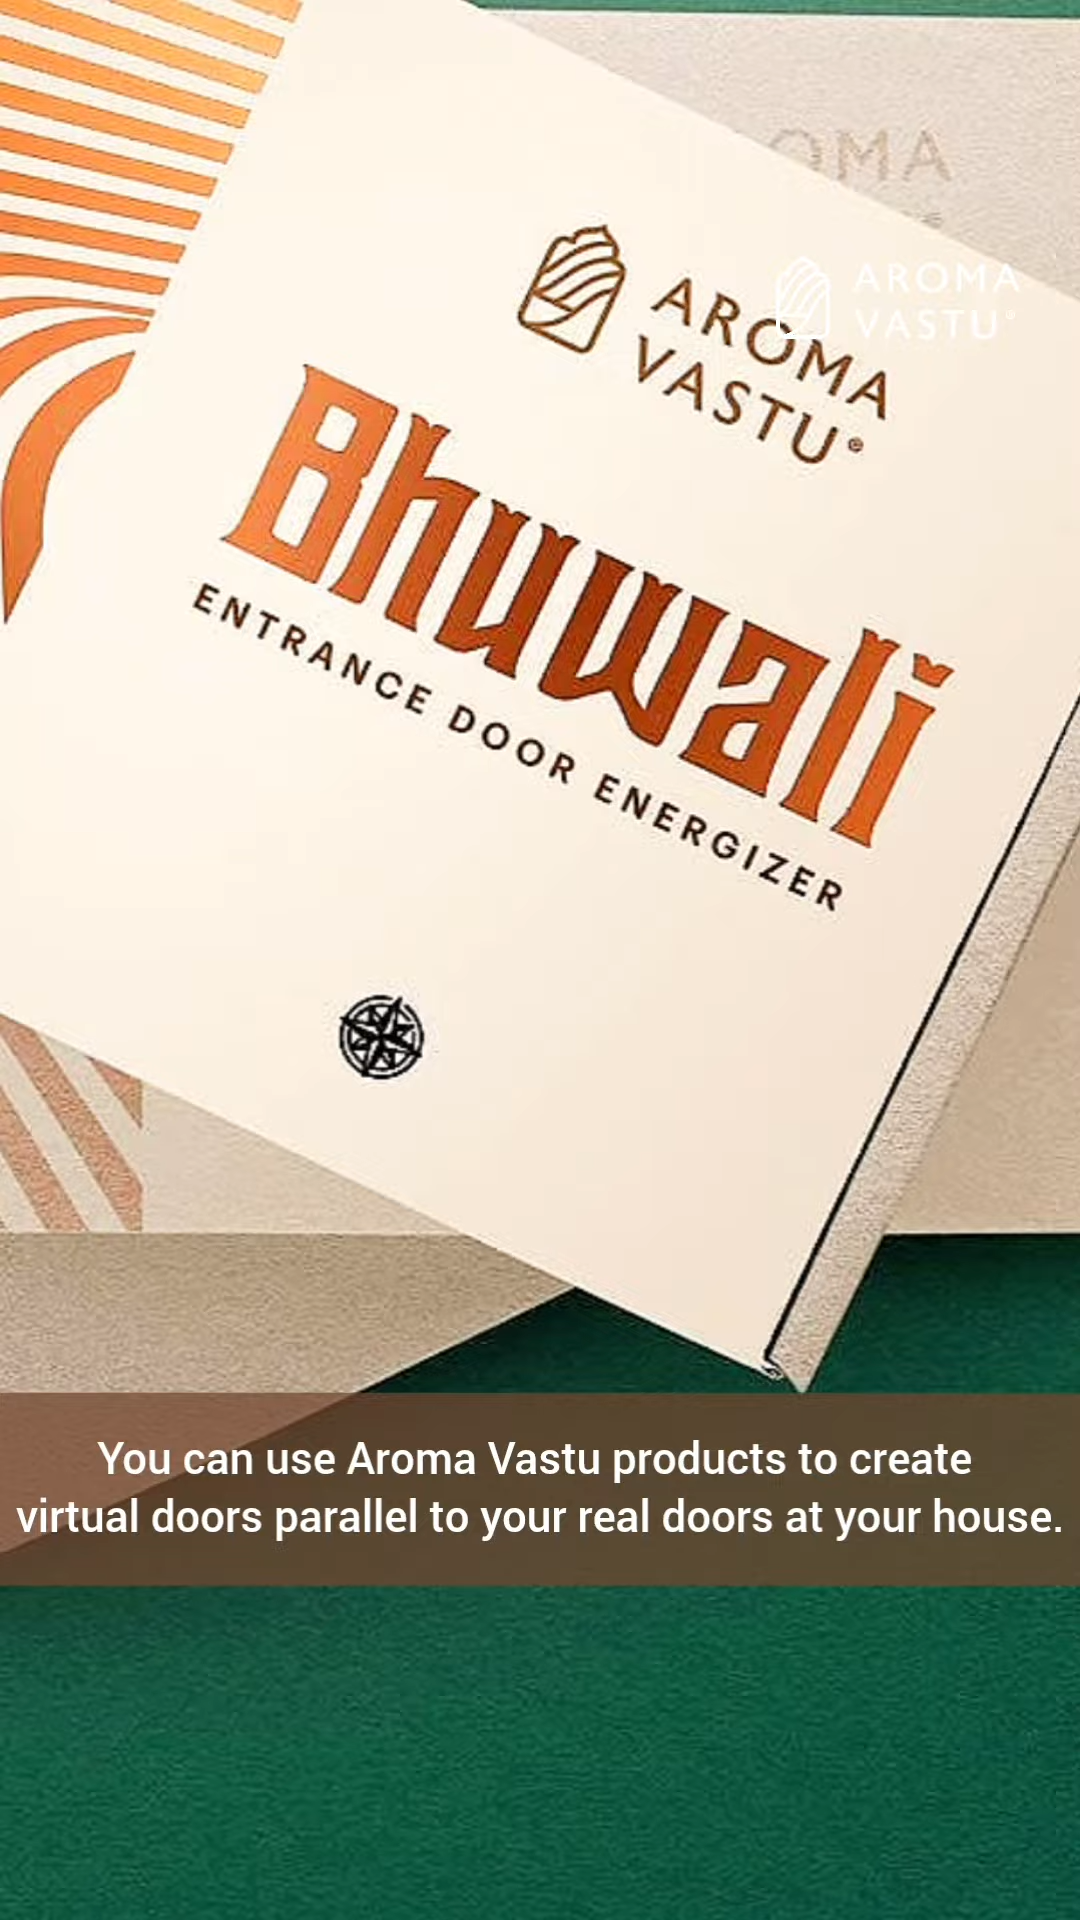 OMA
AROMA
VASTU®
AROMA
VASTU®
Bhuwali
ENTRANCE DOOR ENERGIZER
You can use Aroma Vastu products to create
virtual doors parallel to your real doors at your house.